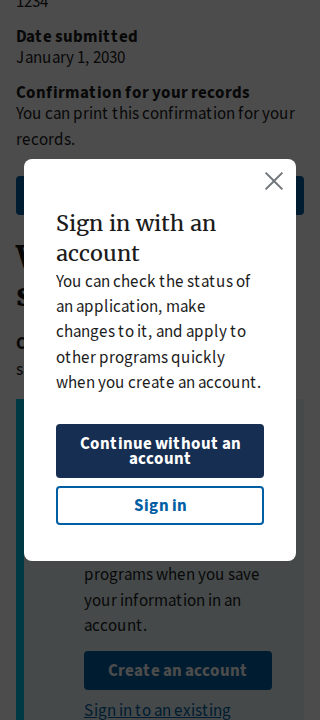 1234
Date submitted
January 1, 2030
Confirmation for your records
You can print this confirmation for your
records.
Sign in with an
account
You can check the status of
an application, make
changes to it, and apply to
other programs quickly
when you create an account.
Continue without an
account
Sign in
programs when you save
your information in an
account.
Create an account
Sign in to an existing